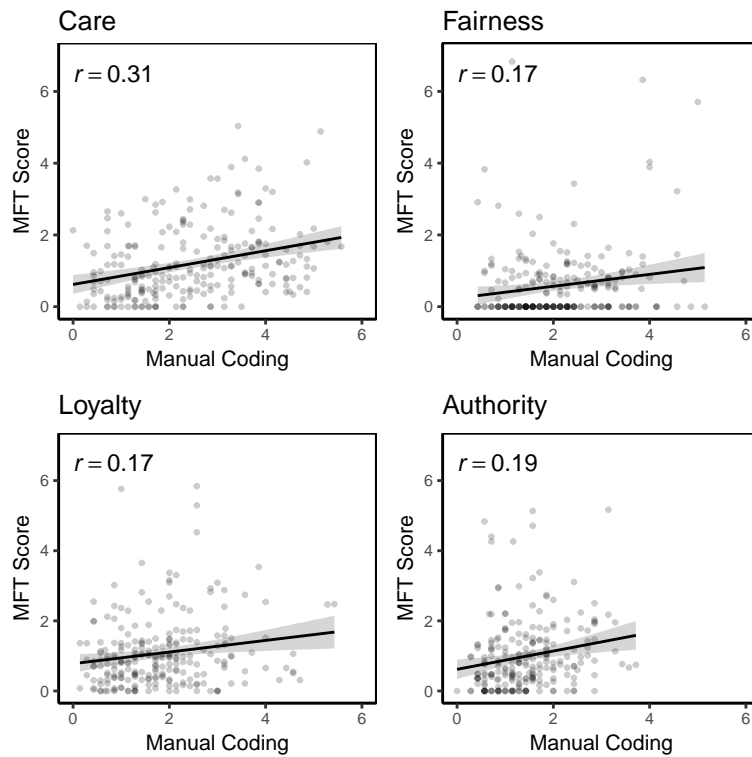 Care
r = 0.31
6
4
2
0
MFT Score
0 2 4 6
Manual Coding
Fairness
r = 0.17
6
4
2
0
MFT Score
0 2 4 6
Manual Coding
Loyalty
r = 0.17
6
4
2
0
MFT Score
0 2 4 6
Manual Coding
Authority
r = 0.19
6
4
2
0
MFT Score
0 2 4 6
Manual Coding